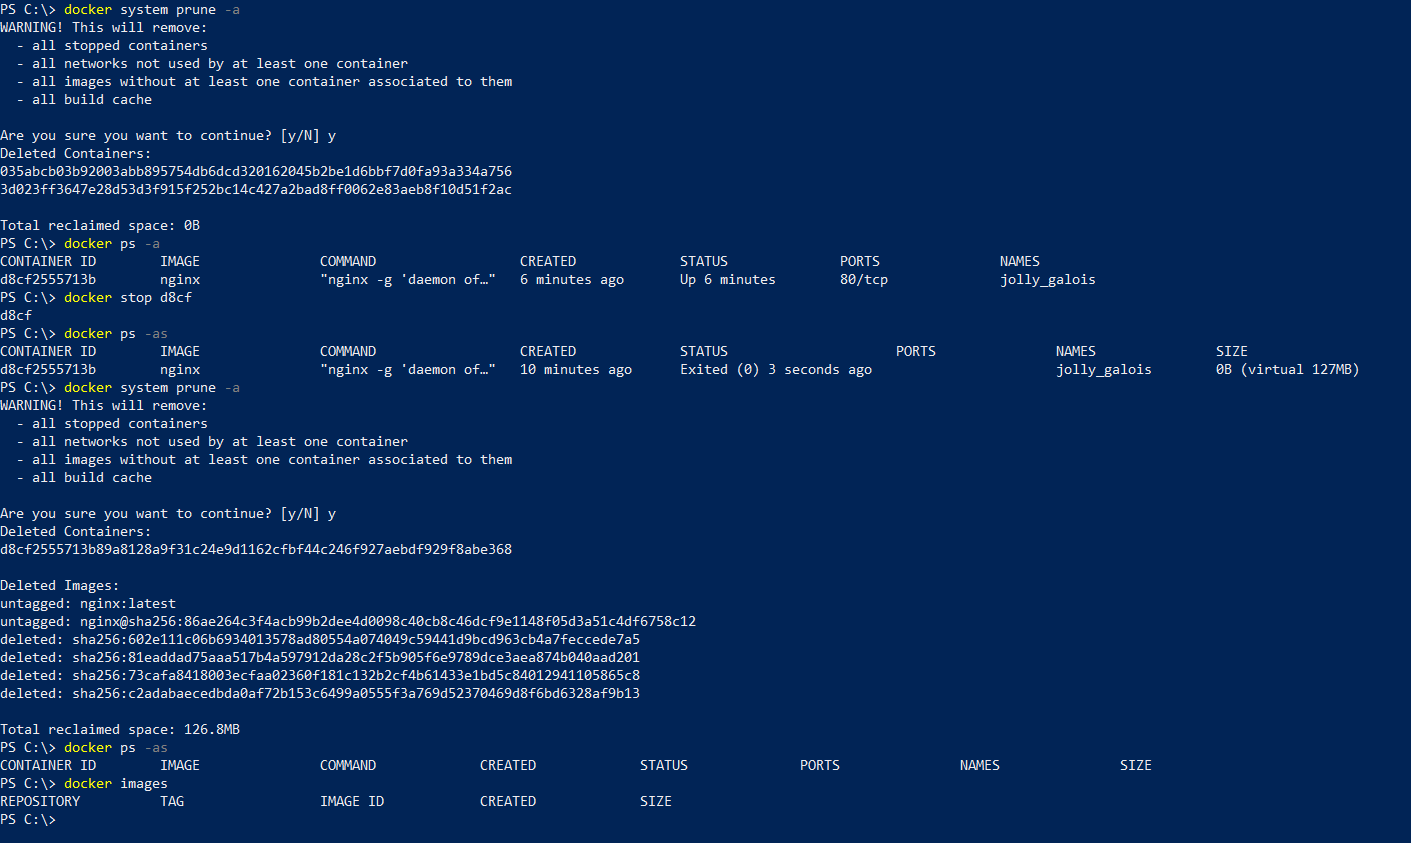 PS C:\> docker system prune -a
WARNING! This will remove:
  - all stopped containers
  - all networks not used by at least one container
  - all images without at least one container associated to them
  - all build cache

Are you sure you want to continue? [y/N] y
Deleted Containers:
035abcb03b92003abb895754db6dcd320162045b2be1d6bbf7d0fa93a334a756
3d023ff3647e28d53d3f915f252bc14c427a2bad8ff0062e83aeb8f10d51f2ac

Total reclaimed space: 0B
PS C:\> docker ps -a
CONTAINER ID        IMAGE               COMMAND                  CREATED             STATUS              PORTS               NAMES
d8cf2555713b        nginx               "nginx -g 'daemon of…"   6 minutes ago       Up 6 minutes        80/tcp              jolly_galois
PS C:\> docker stop d8cf
d8cf
PS C:\> docker ps -as
CONTAINER ID        IMAGE               COMMAND                  CREATED             STATUS                     PORTS               NAMES               SIZE
d8cf2555713b        nginx               "nginx -g 'daemon of…"   10 minutes ago      Exited (0) 3 seconds ago                       jolly_galois        0B (virtual 127MB)
PS C:\> docker system prune -a
WARNING! This will remove:
  - all stopped containers
  - all networks not used by at least one container
  - all images without at least one container associated to them
  - all build cache

Are you sure you want to continue? [y/N] y
Deleted Containers:
d8cf2555713b89a8128a9f31c24e9d1162cfbf44c246f927aebdf929f8abe368

Deleted Images:
untagged: nginx:latest
untagged: nginx@sha256:86ae264c3f4acb99b2dee4d0098c40cb8c46dcf9e1148f05d3a51c4df6758c12
deleted: sha256:602e111c06b6934013578ad80554a074049c59441d9bcd963cb4a7feccede7a5
deleted: sha256:81eaddad75aaa517b4a597912da28c2f5b905f6e9789dce3aea874b040aad201
deleted: sha256:73cafa8418003ecfaa02360f181c132b2cf4b61433e1bd5c84012941105865c8
deleted: sha256:c2adabaecedbda0af72b153c6499a0555f3a769d52370469d8f6bd6328af9b13

Total reclaimed space: 126.8MB
PS C:\> docker ps -as
CONTAINER ID        IMAGE               COMMAND             CREATED             STATUS              PORTS               NAMES               SIZE
PS C:\> docker images
REPOSITORY          TAG                 IMAGE ID            CREATED             SIZE
PS C:\>